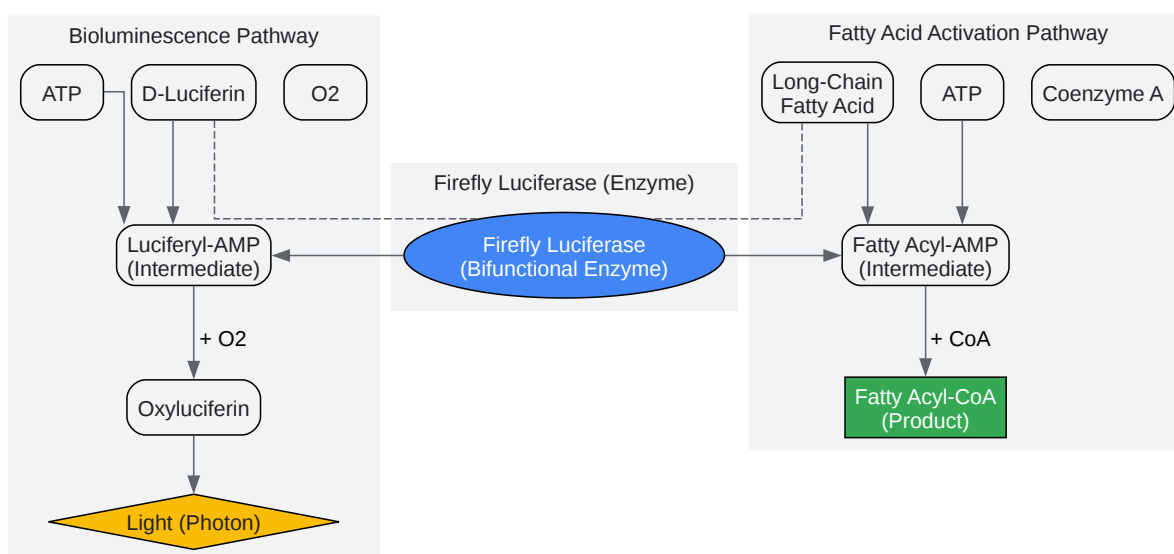 Bioluminescence Pathway
ATP
D-Luciferin
O2
Luciferyl-AMP
(Intermediate)
+ O2
Oxyluciferin
Light (Photon)
Firefly Luciferase (Enzyme)
Firefly Luciferase
(Bifunctional Enzyme)
Fatty Acid Activation Pathway
Long-Chain
Fatty Acid
ATP
Coenzyme A
Fatty Acyl-AMP
(Intermediate)
+ CoA
Fatty Acyl-CoA
(Product)